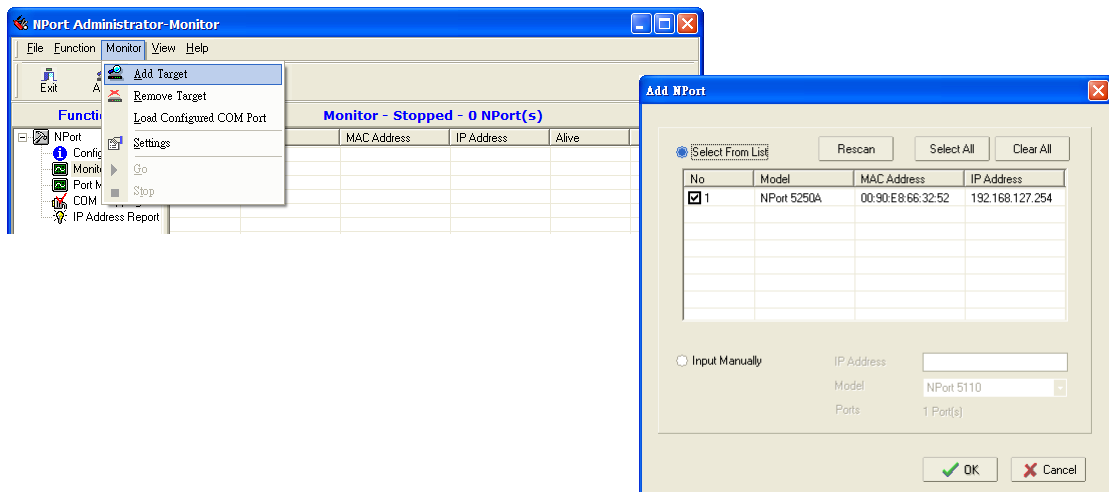 NPort Administrator-Monitor
File Function Monitor View Help
Exit A
Add Target
Remove Target
Load Configured COM Port
Settings
Go
Stop
Functi Monitor - Stopped - 0 NPort(s)
MAC Address IP Address Alive
NPort
Config
Monito
Port M
COM
IP Address Report
Add NPort
Select From List Rescan Select All Clear All
No Model MAC Address IP Address
1 NPort 5250A 00:90:E8:66:32:52 192.168.127.254
Input Manually IP Address
Model NPort 5110
Ports 1 Port(s)
OK Cancel